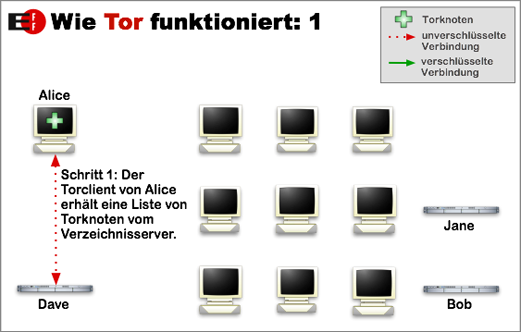 EFF Wie Tor funktioniert: 1
Torknoten
unverschlüsselte
Verbindung
verschlüsselte
Verbindung
Alice
Schritt 1: Der
Torclient von Alice
erhält eine Liste von
Torknoten vom
Verzeichnisserver.
Jane
Dave
Bob